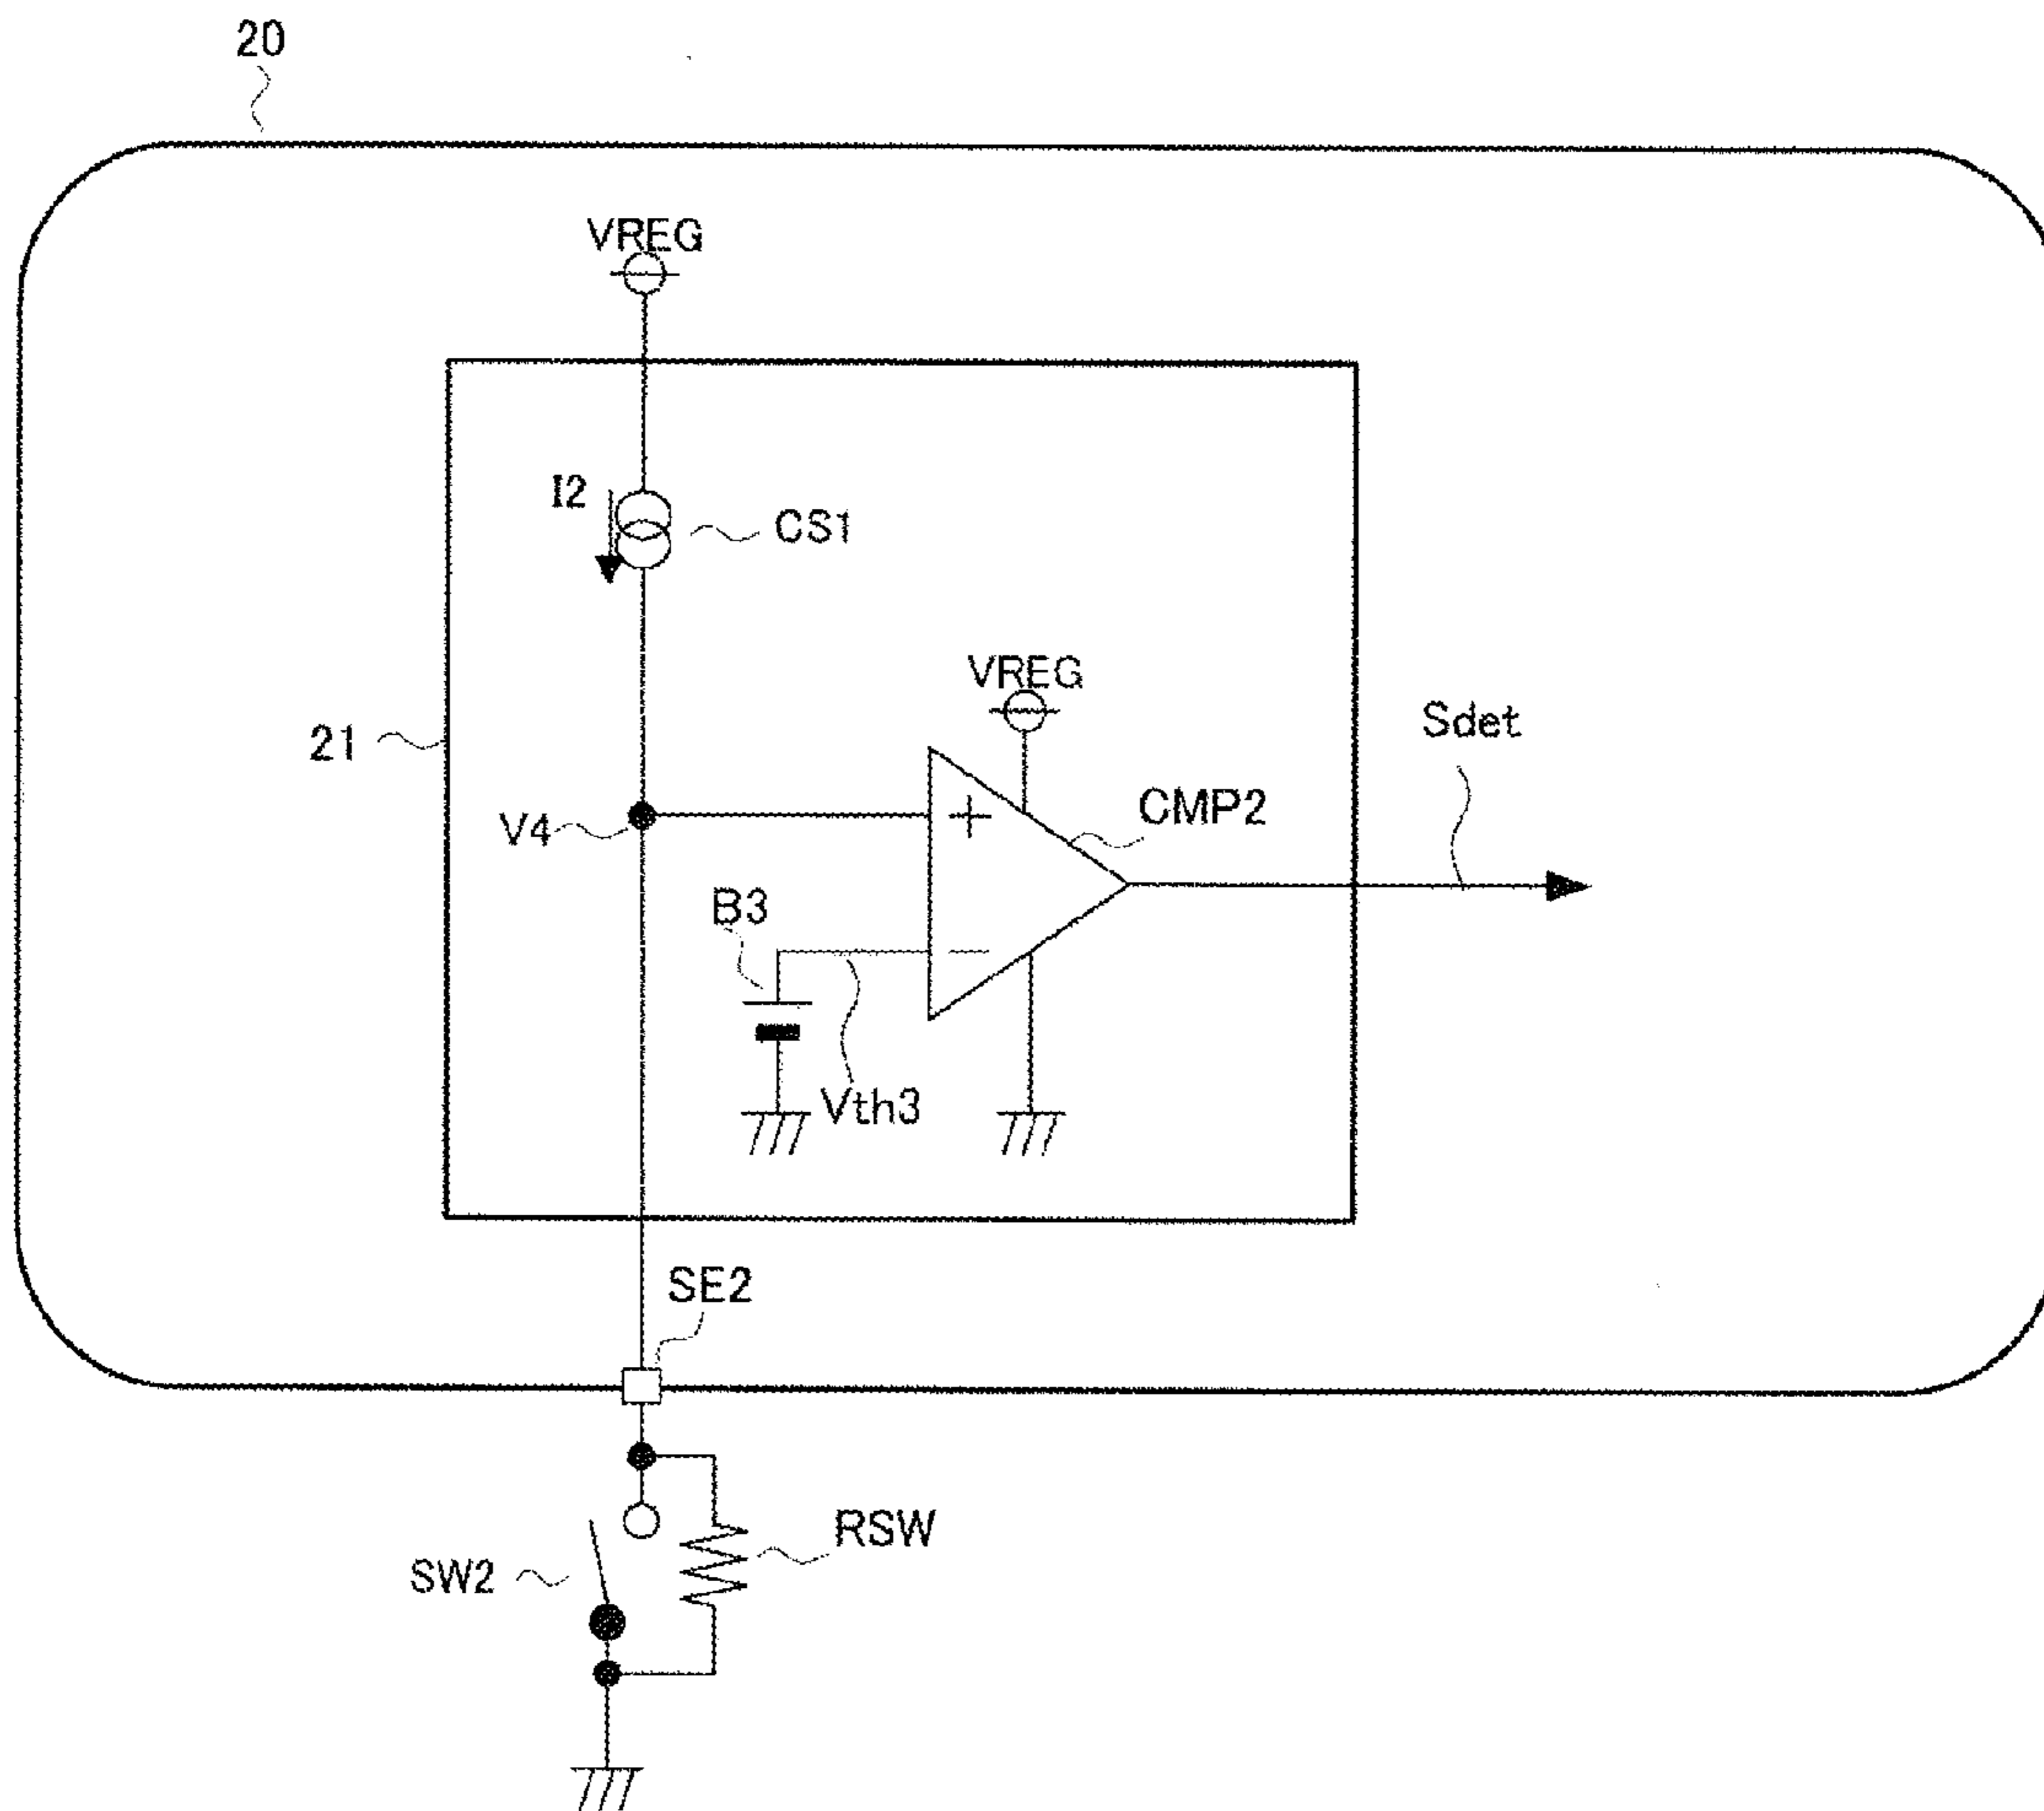 20
VREG
I2
CS1
VREG
Sdet
21
CMP2
V4
+
B3
−
Vth3
SE2
RSW
SW2